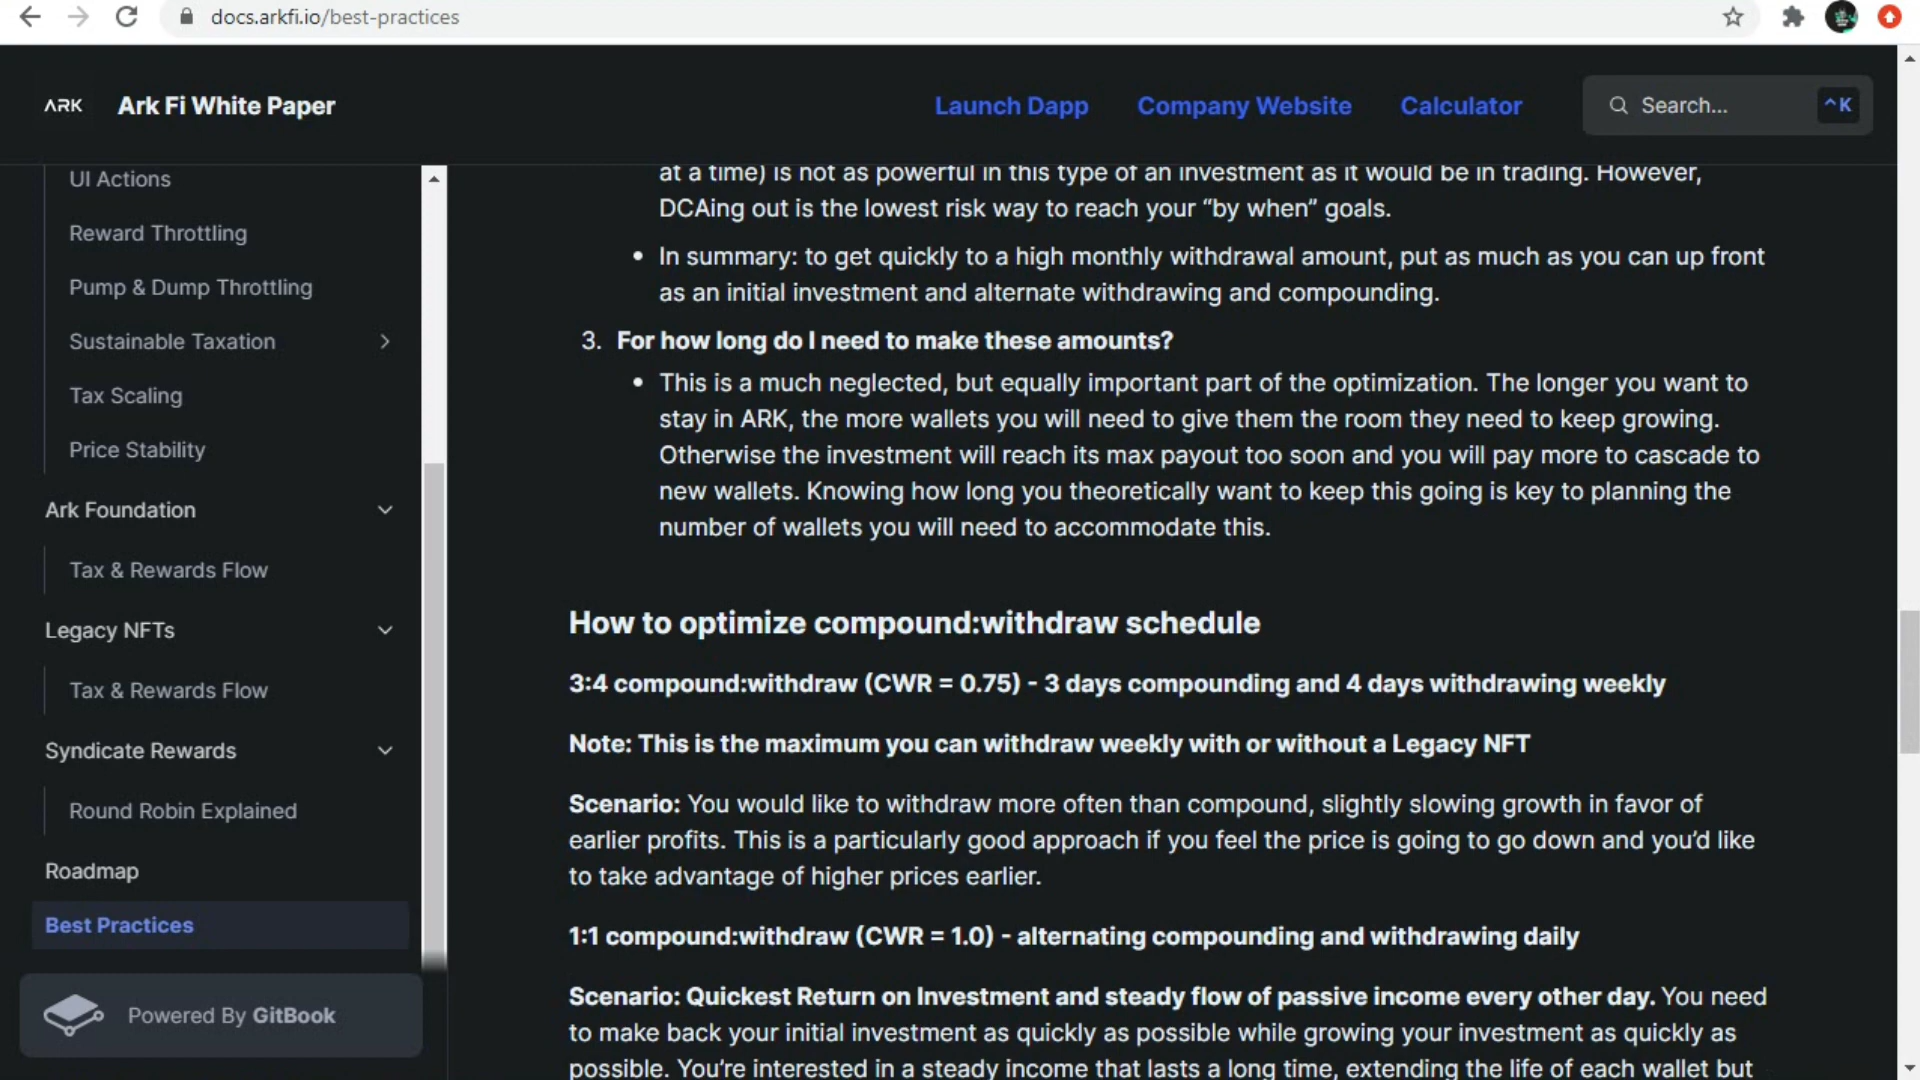 docs.arkfi.io/best-practices
ARK
Ark Fi White Paper
Launch Dapp
Company Website
Calculator
Search...
^K
UI Actions
Reward Throttling
Pump & Dump Throttling
Sustainable Taxation
Tax Scaling
Price Stability
Ark Foundation
Tax & Rewards Flow
Legacy NFTs
Tax & Rewards Flow
Syndicate Rewards
Round Robin Explained
Roadmap
Best Practices
Powered By GitBook
at a time) is not as powerful in this type of an investment as it would be in trading. However,
DCAing out is the lowest risk way to reach your “by when” goals.
• In summary: to get quickly to a high monthly withdrawal amount, put as much as you can up front
as an initial investment and alternate withdrawing and compounding.
3. For how long do I need to make these amounts?
• This is a much neglected, but equally important part of the optimization. The longer you want to
stay in ARK, the more wallets you will need to give them the room they need to keep growing.
Otherwise the investment will reach its max payout too soon and you will pay more to cascade to
new wallets. Knowing how long you theoretically want to keep this going is key to planning the
number of wallets you will need to accommodate this.
How to optimize compound:withdraw schedule
3:4 compound:withdraw (CWR = 0.75) - 3 days compounding and 4 days withdrawing weekly
Note: This is the maximum you can withdraw weekly with or without a Legacy NFT
Scenario: You would like to withdraw more often than compound, slightly slowing growth in favor of
earlier profits. This is a particularly good approach if you feel the price is going to go down and you’d like
to take advantage of higher prices earlier.
1:1 compound:withdraw (CWR = 1.0) - alternating compounding and withdrawing daily
Scenario: Quickest Return on Investment and steady flow of passive income every other day. You need
to make back your initial investment as quickly as possible while growing your investment as quickly as
possible. You’re interested in a steady income that lasts a long time, extending the life of each wallet but